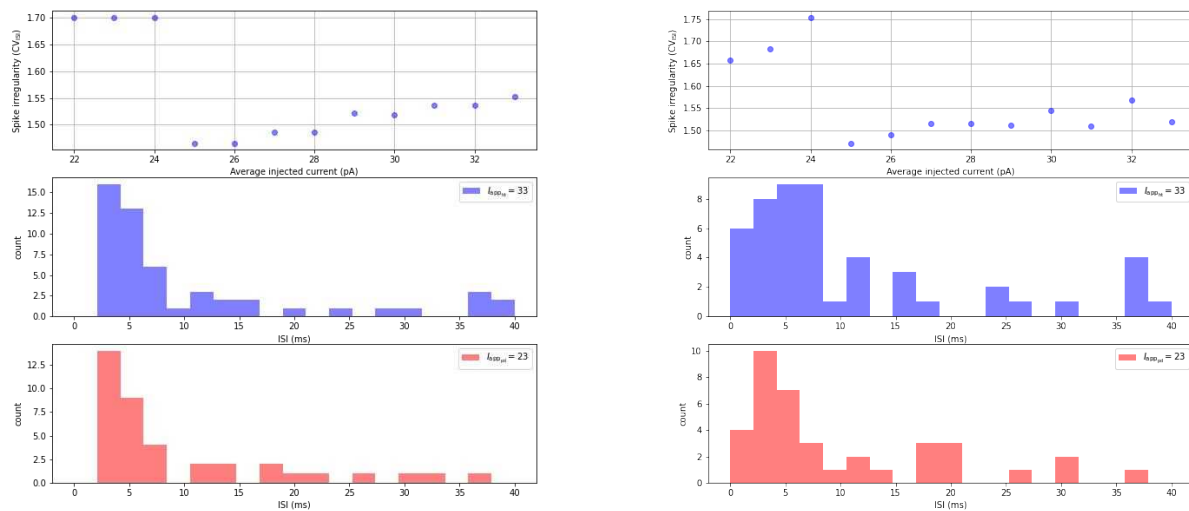 1.70
1.65
1.60
1.55
1.50
Spike irregularity (CV_ISI)
22 24 26 28 30 32
Average injected current (pA)
15.0
12.5
10.0
7.5
5.0
2.5
0.0
count
I_app = 33
0 5 10 15 20 25 30 35 40
ISI (ms)
12.5
10.0
7.5
5.0
2.5
0.0
count
I_app = 23
0 5 10 15 20 25 30 35 40
ISI (ms)
1.75
1.70
1.65
1.60
1.55
1.50
Spike irregularity (CV_ISI)
22 24 26 28 30 32
Average injected current (pA)
8
6
4
2
0
count
I_app = 33
0 5 10 15 20 25 30 35 40
ISI (ms)
10
8
6
4
2
0
count
I_app = 23
0 5 10 15 20 25 30 35 40
ISI (ms)